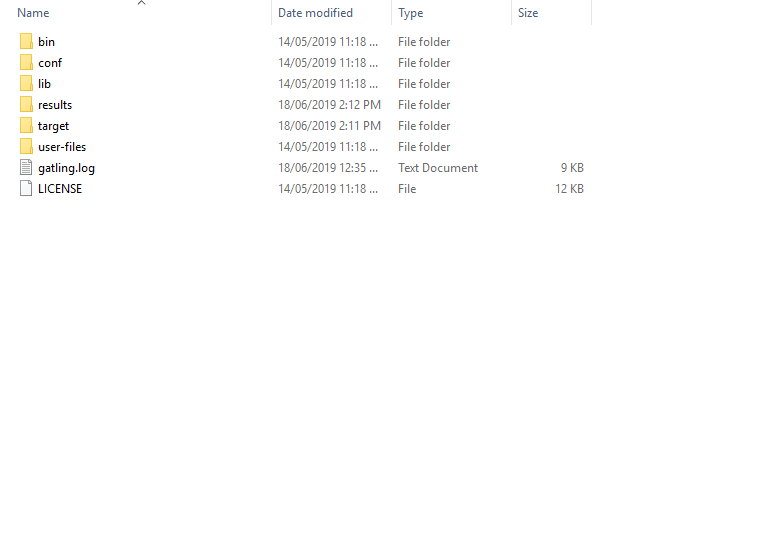 Name Date modified Type Size
bin 14/05/2019 11:18 ... File folder
conf 14/05/2019 11:18 ... File folder
lib 14/05/2019 11:18 ... File folder
results 18/06/2019 2:12 PM File folder
target 18/06/2019 2:11 PM File folder
user-files 14/05/2019 11:18 ... File folder
gatling.log 18/06/2019 12:35 ... Text Document 9 KB
LICENSE 14/05/2019 11:18 ... File 12 KB